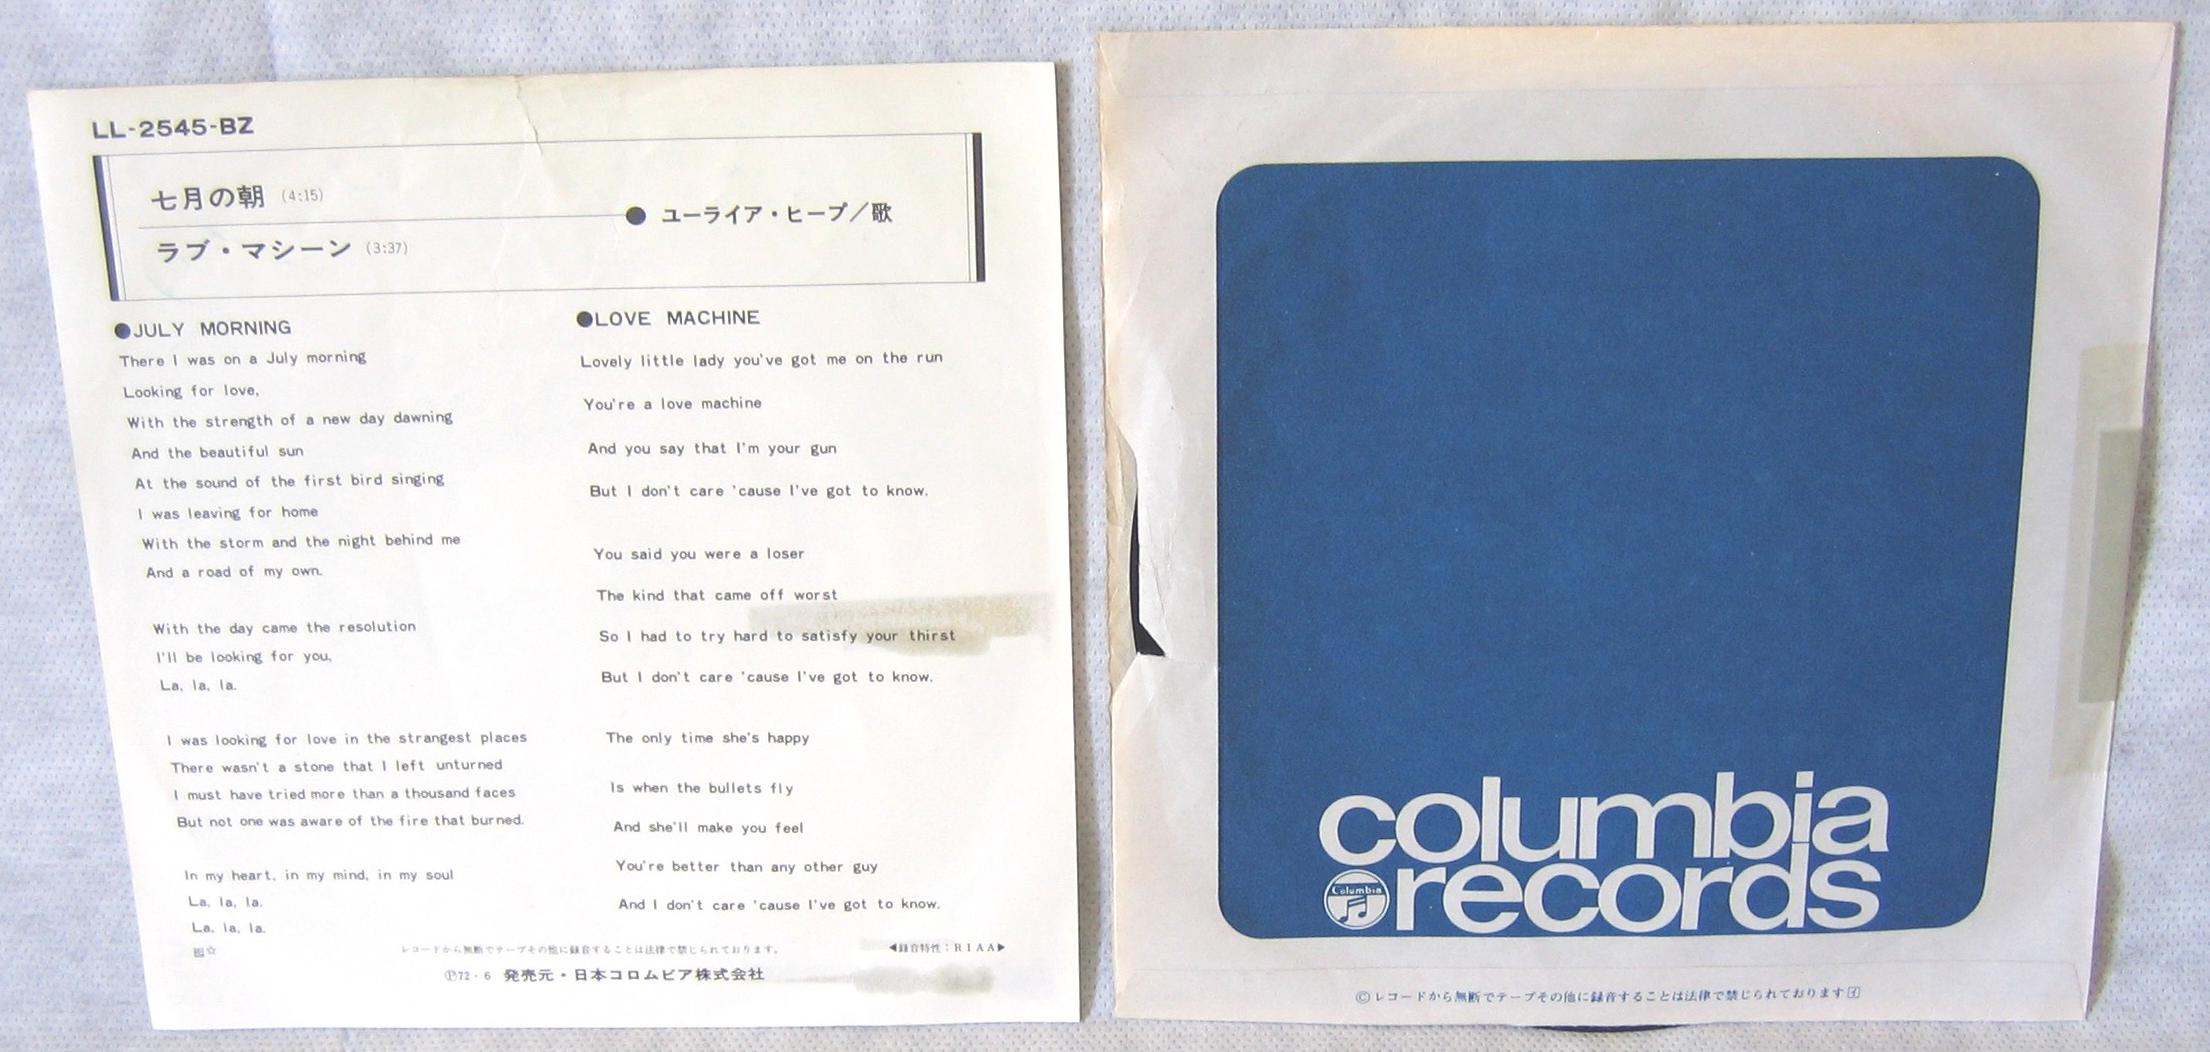 LL-2545-BZ
七月の朝 (4:15)
ラブ・マシーン (3:37)
●ユーライア・ヒープ／歌
●JULY MORNING
There I was on a July morning
Looking for love,
With the strength of a new day dawning
And the beautiful sun
At the sound of the first bird singing
I was leaving for home
With the storm and the night behind me
And a road of my own.
With the day came the resolution
I'll be looking for you,
La, la, la.
I was looking for love in the strangest places
There wasn't a stone that I left unturned
I must have tried more than a thousand faces
But not one was aware of the fire that burned.
In my heart, in my mind, in my soul
La, la, la.
La, la, la.
●LOVE MACHINE
Lovely little lady you've got me on the run
You're a love machine
And you say that I'm your gun
But I don't care 'cause I've got to know.
You said you were a loser
The kind that came off worst
So I had to try hard to satisfy your thirst
But I don't care 'cause I've got to know.
The only time she's happy
Is when the bullets fly
And she'll make you feel
You're better than any other guy
And I don't care 'cause I've got to know.
レコードから無断でテープその他に録音することは法律で禁じられております。
◀録音特性：RIAA▶
Ⓟ72・6 発売元・日本コロムビア株式会社
columbia
Columbia
records
Ⓒレコードから無断でテープその他に録音することは法律で禁じられております